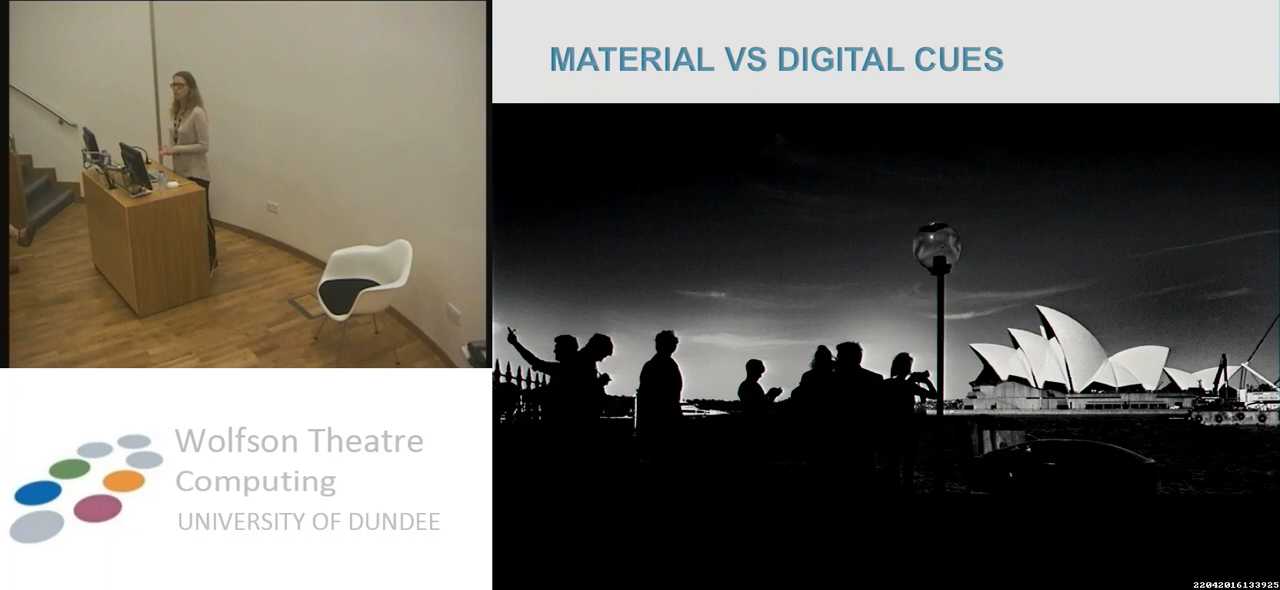 MATERIAL VS DIGITAL CUES
Wolfson Theatre
Computing
UNIVERSITY OF DUNDEE
22042016133925